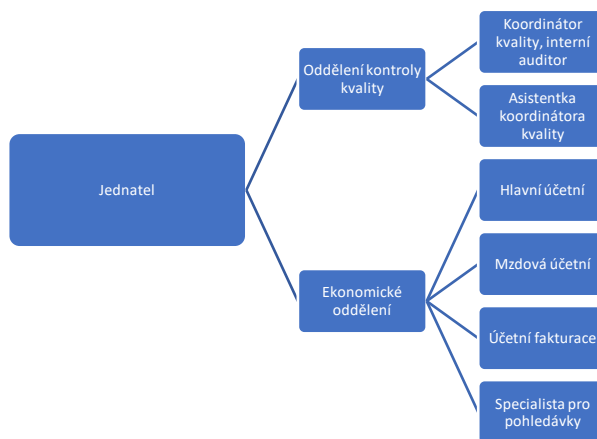 Jednatel
Oddělení kontroly
kvality
Koordinátor
kvality, interní
auditor
Asistentka
koordinátora
kvality
Ekonomické
oddělení
Hlavní účetní
Mzdová účetní
Účetní fakturace
Specialista pro
pohledávky